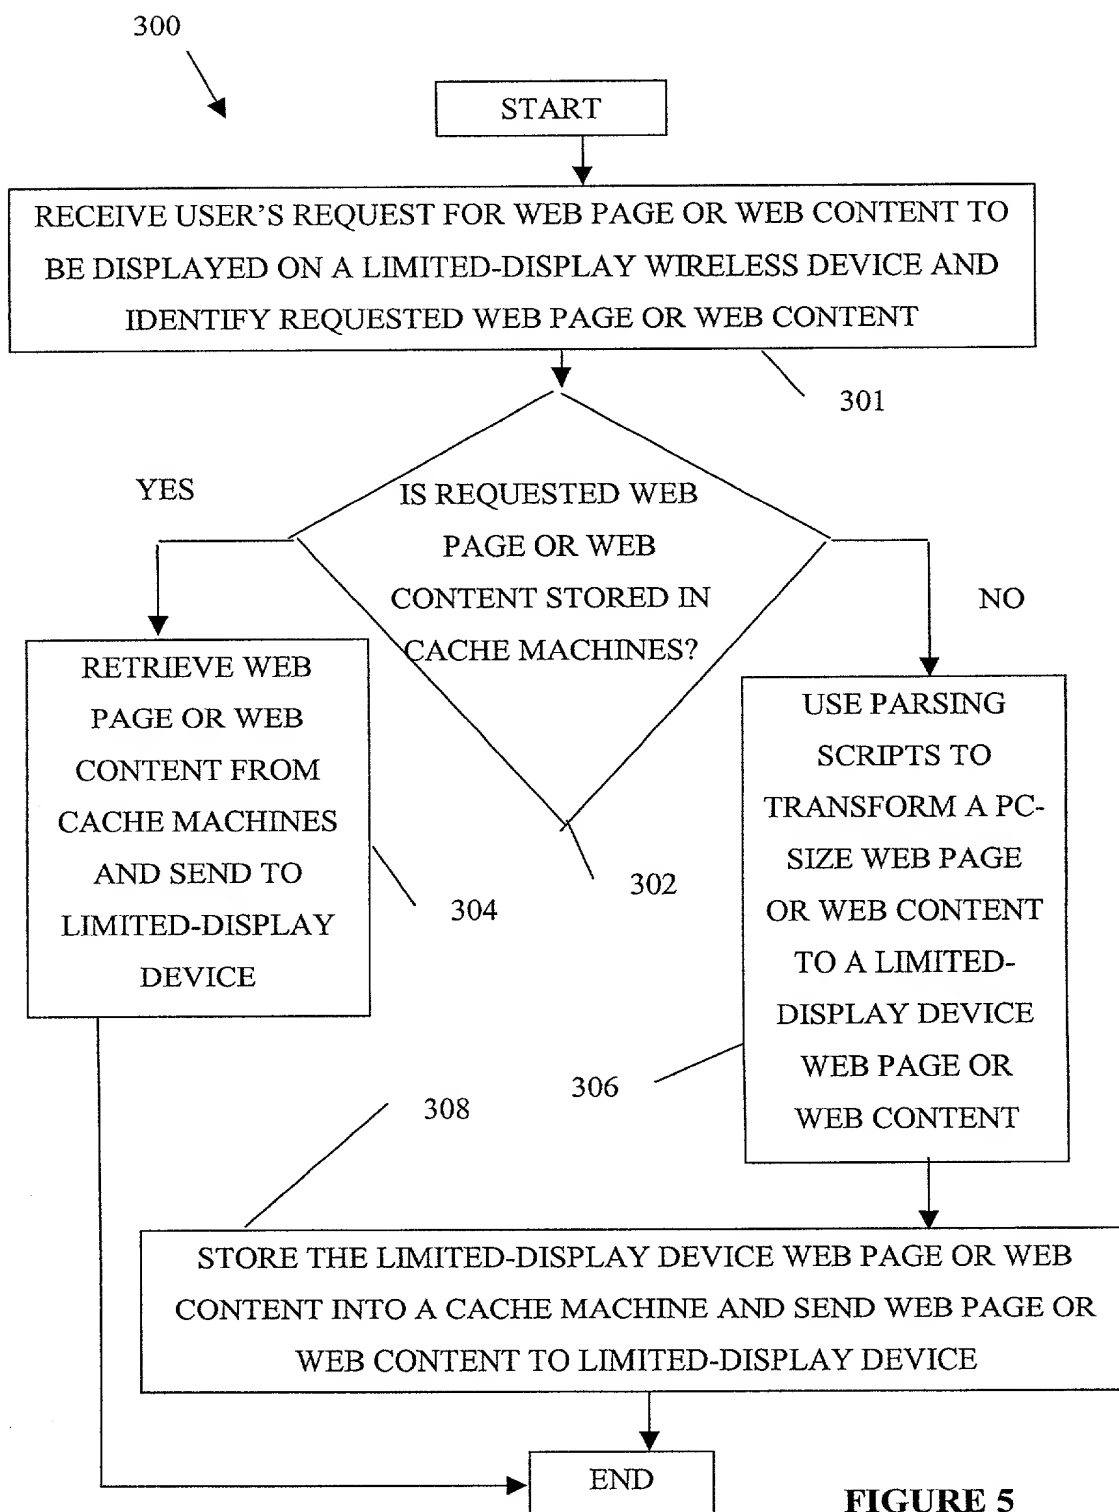 300
START
RECEIVE USER'S REQUEST FOR WEB PAGE OR WEB CONTENT TO
BE DISPLAYED ON A LIMITED-DISPLAY WIRELESS DEVICE AND
IDENTIFY REQUESTED WEB PAGE OR WEB CONTENT
301
YES
IS REQUESTED WEB
PAGE OR WEB
CONTENT STORED IN
CACHE MACHINES?
NO
302
RETRIEVE WEB
PAGE OR WEB
CONTENT FROM
CACHE MACHINES
AND SEND TO
LIMITED-DISPLAY
DEVICE
304
USE PARSING
SCRIPTS TO
TRANSFORM A PC-
SIZE WEB PAGE
OR WEB CONTENT
TO A LIMITED-
DISPLAY DEVICE
WEB PAGE OR
WEB CONTENT
306
308
STORE THE LIMITED-DISPLAY DEVICE WEB PAGE OR WEB
CONTENT INTO A CACHE MACHINE AND SEND WEB PAGE OR
WEB CONTENT TO LIMITED-DISPLAY DEVICE
END
FIGURE 5